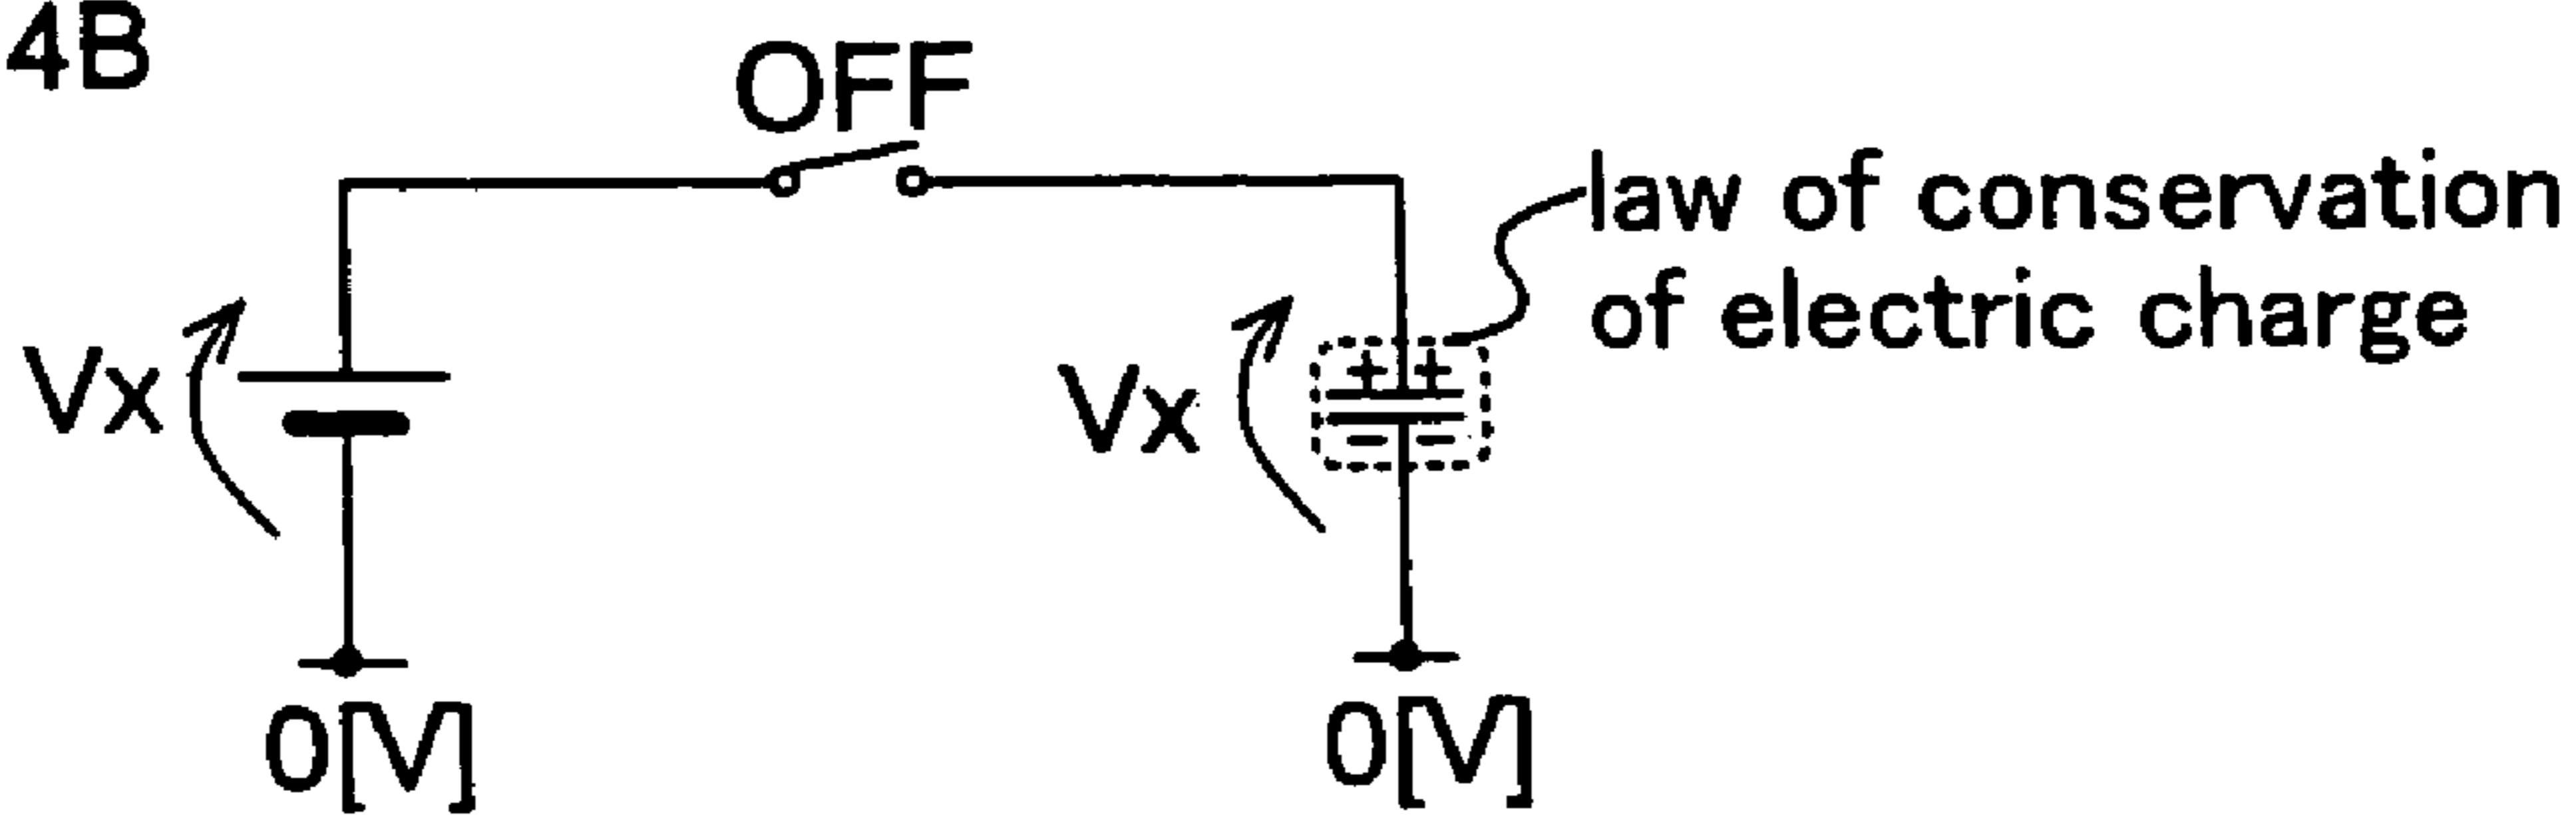 4B
OFF
law of conservation
of electric charge
Vx
Vx
++
--
0[V]
0[V]